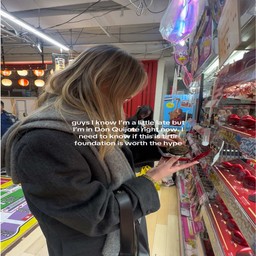 guys I know I'm a little late but
I'm in Don Quijote right now. I
need to know if this is tirtir
foundation is worth the hype